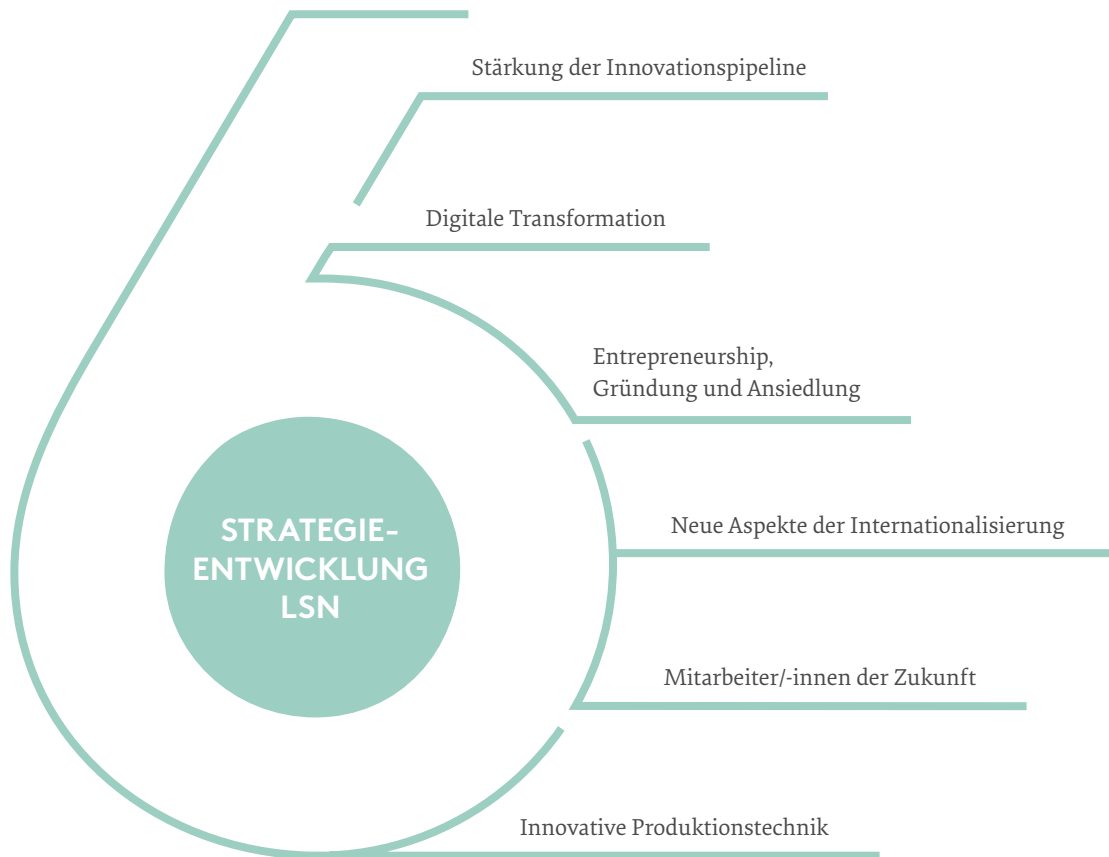 Stärkung der Innovationspipeline
Digitale Transformation
Entrepreneurship,
Gründung und Ansiedlung
STRATEGIE-
ENTWICKLUNG
LSN
Neue Aspekte der Internationalisierung
Mitarbeiter/-innen der Zukunft
Innovative Produktionstechnik